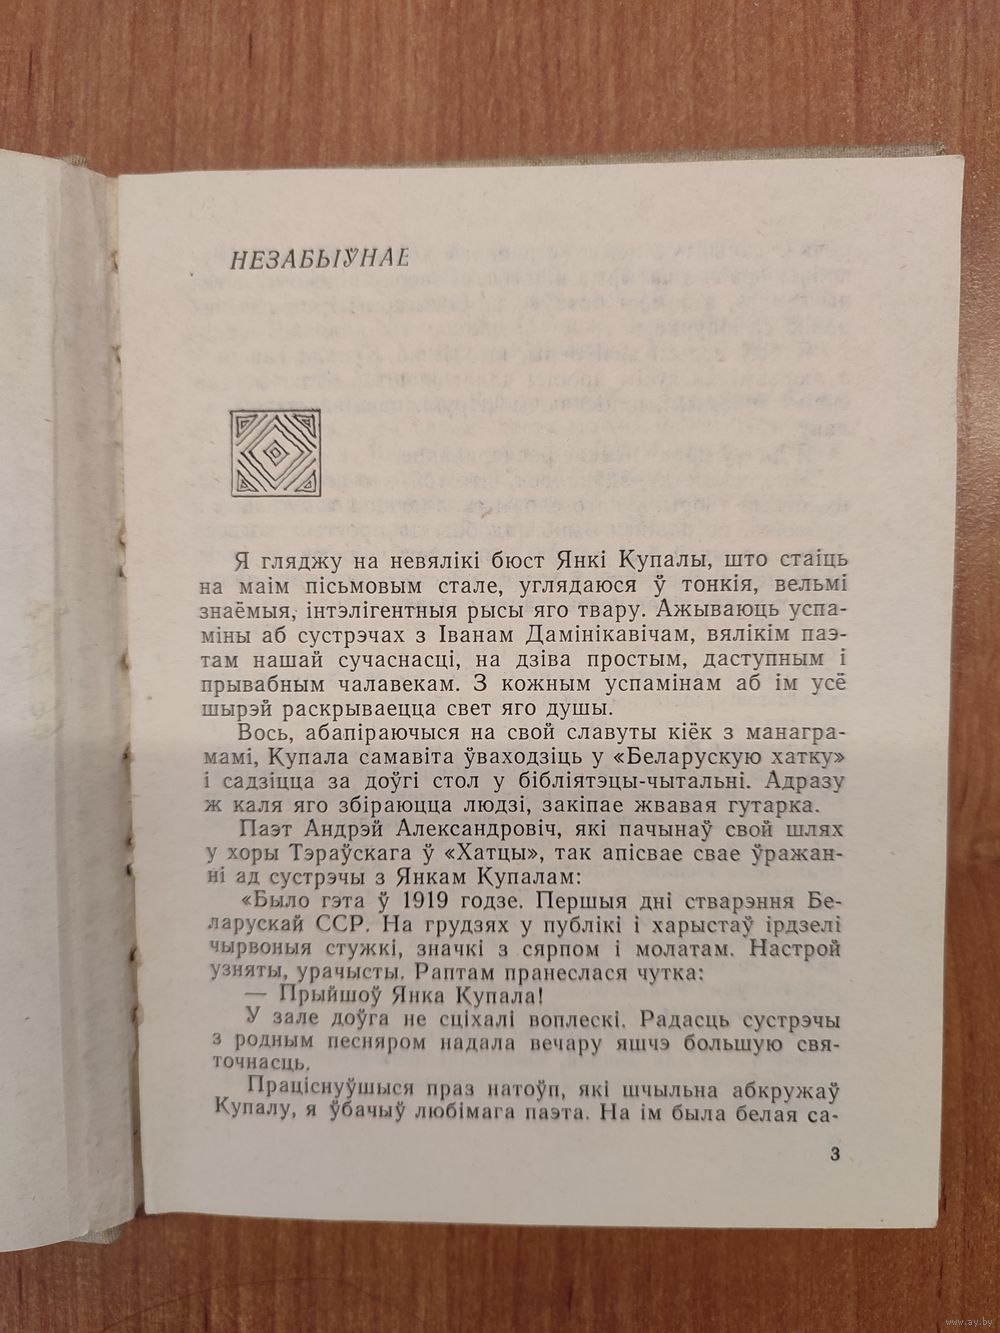 НЕЗАБЫЎНАЕ
Я гляджу на невялікі бюст Янкі Купалы, што стаіць
на маім пісьмовым стале, углядаюся ў тонкія, вельмі
знаёмыя, інтэлігентныя рысы яго твару. Ажываюць успа-
міны аб сустрэчах з Іванам Дамінікавічам, вялікім паэ-
там нашай сучаснасці, на дзіва простым, даступным і
прывабным чалавекам. З кожным успамінам аб ім усё
шырэй раскрываецца свет яго душы.
Вось, абапіраючыся на свой славуты кіёк з манагра-
мамі, Купала самавіта ўваходзіць у «Беларускую хатку»
і садзіцца за доўгі стол у бібліятэцы-чытальні. Адразу
ж каля яго збіраюцца людзі, закіпае жвавая гутарка.
Паэт Андрэй Александровіч, які пачынаў свой шлях
у хоры Тэраўскага ў «Хатцы», так апісвае свае ўражан-
ні ад сустрэчы з Янкам Купалам:
«Было гэта ў 1919 годзе. Першыя дні стварэння Бе-
ларускай ССР. На грудзях у публікі і харыстаў ірдзелі
чырвоныя стужкі, значкі з сярпом і молатам. Настрой
узняты, урачысты. Раптам пранеслася чутка:
— Прыйшоў Янка Купала!
У зале доўга не сціхалі воплескі. Радасць сустрэчы
з родным песняром надала вечару яшчэ большую свя-
точнасць.
Праціснуўшыся праз натоўп, які шчыльна абкружаў
Купалу, я ўбачыў любімага паэта. На ім была белая са-
3
www.ay.by